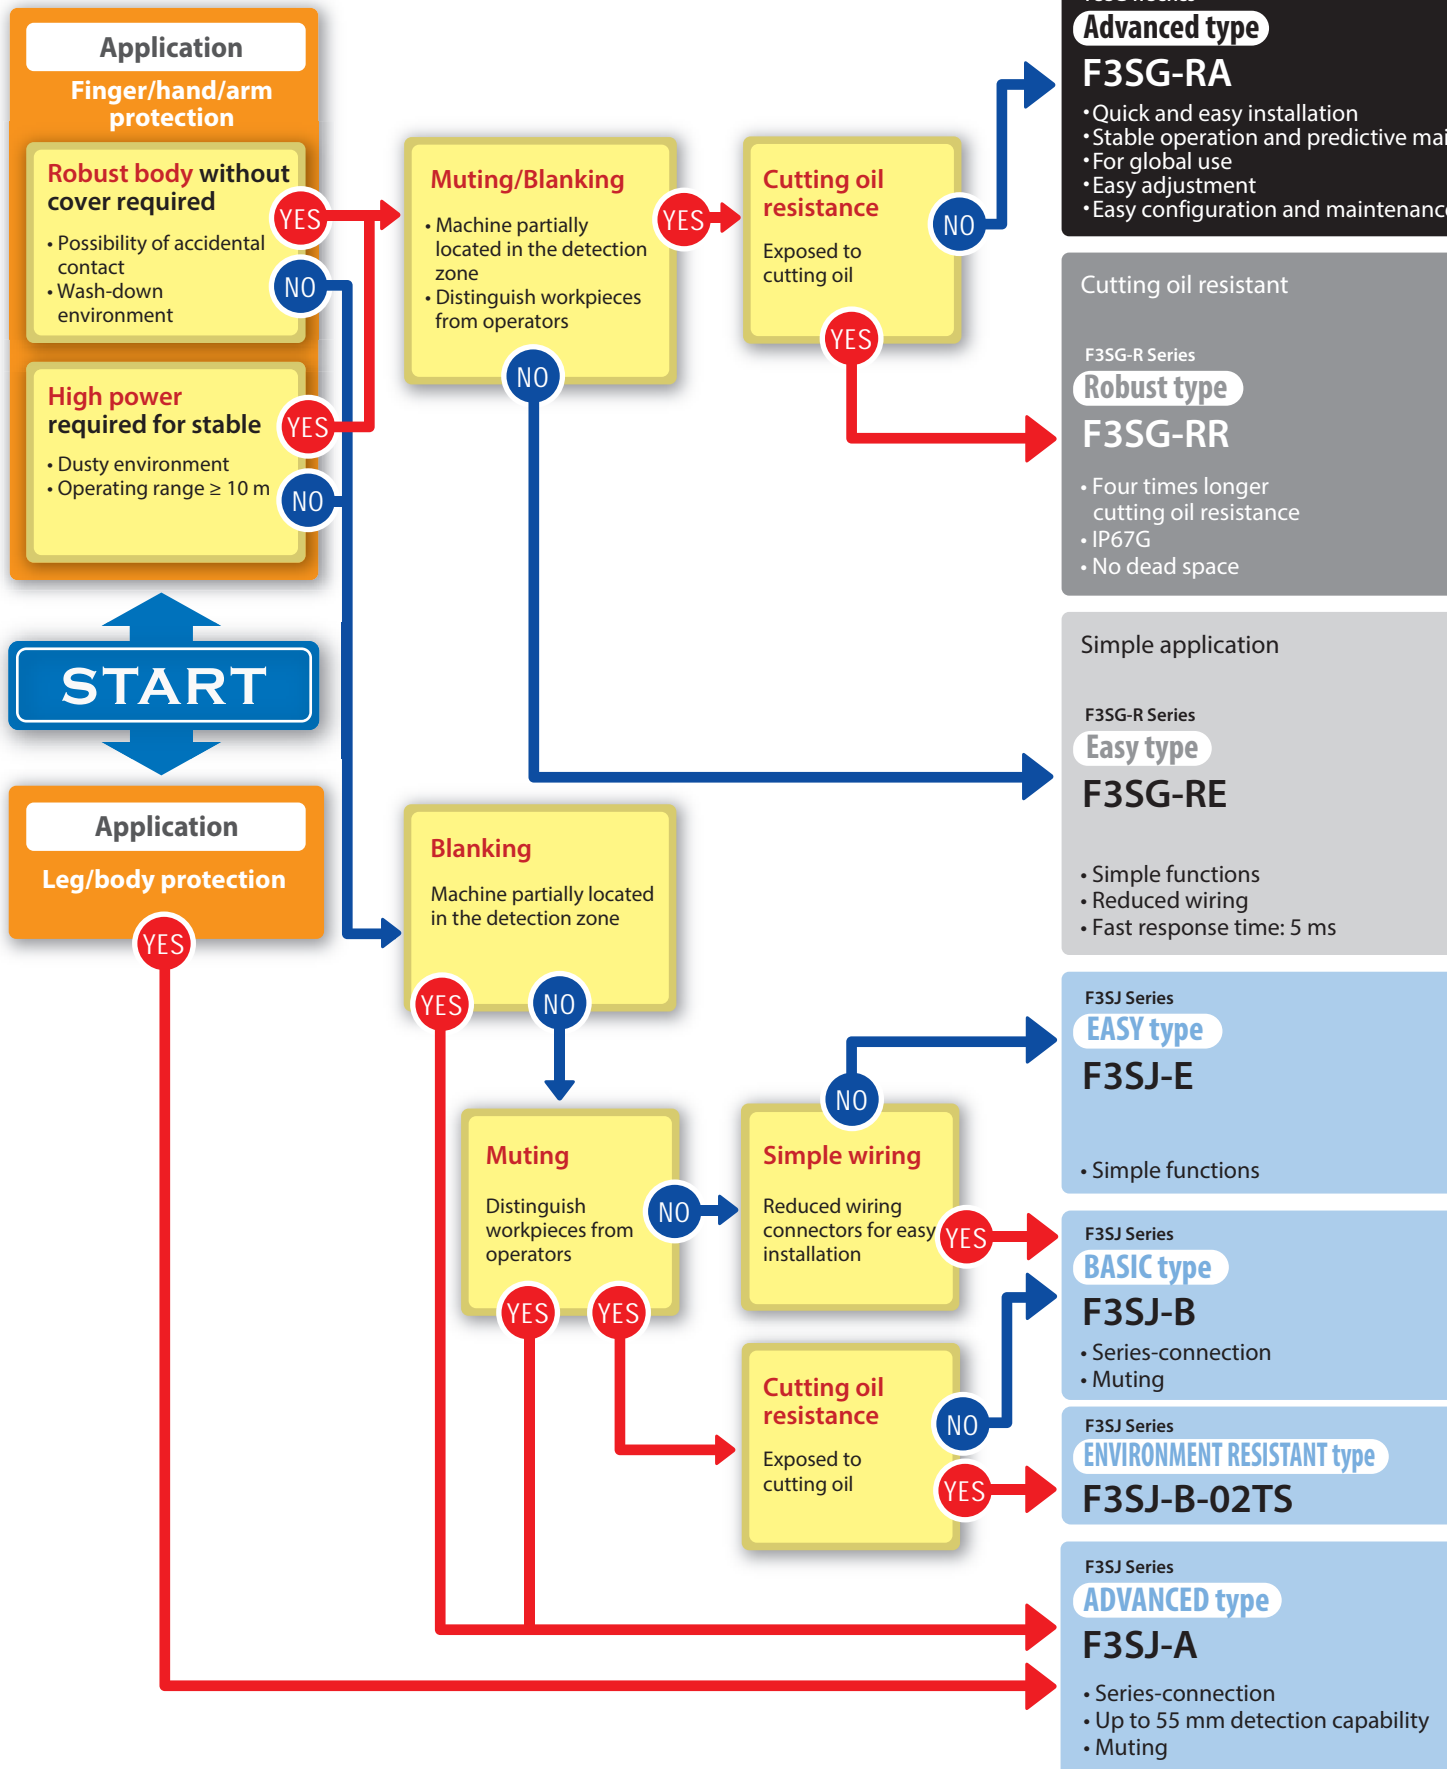 Application
Finger/hand/arm
protection
Robust body without
cover required
• Possibility of accidental
contact
• Wash-down
environment
YES
NO
High power
required for stable
• Dusty environment
• Operating range ≥ 10 m
YES
NO
START
Application
Leg/body protection
YES
Muting/Blanking
• Machine partially
located in the detection
zone
• Distinguish workpieces
from operators
YES
NO
Cutting oil
resistance
Exposed to
cutting oil
NO
YES
Blanking
Machine partially located
in the detection zone
YES
NO
Muting
Distinguish
workpieces from
operators
NO
YES
YES
Simple wiring
Reduced wiring
connectors for easy
installation
NO
YES
Cutting oil
resistance
Exposed to
cutting oil
NO
YES
Advanced type
F3SG-RA
• Quick and easy installation
• Stable operation and predictive mai
• For global use
• Easy adjustment
• Easy configuration and maintenance
Cutting oil resistant
F3SG-R Series
Robust type
F3SG-RR
• Four times longer
cutting oil resistance
• IP67G
• No dead space
Simple application
F3SG-R Series
Easy type
F3SG-RE
• Simple functions
• Reduced wiring
• Fast response time: 5 ms
F3SJ Series
EASY type
F3SJ-E
• Simple functions
F3SJ Series
BASIC type
F3SJ-B
• Series-connection
• Muting
F3SJ Series
ENVIRONMENT RESISTANT type
F3SJ-B-02TS
F3SJ Series
ADVANCED type
F3SJ-A
• Series-connection
• Up to 55 mm detection capability
• Muting